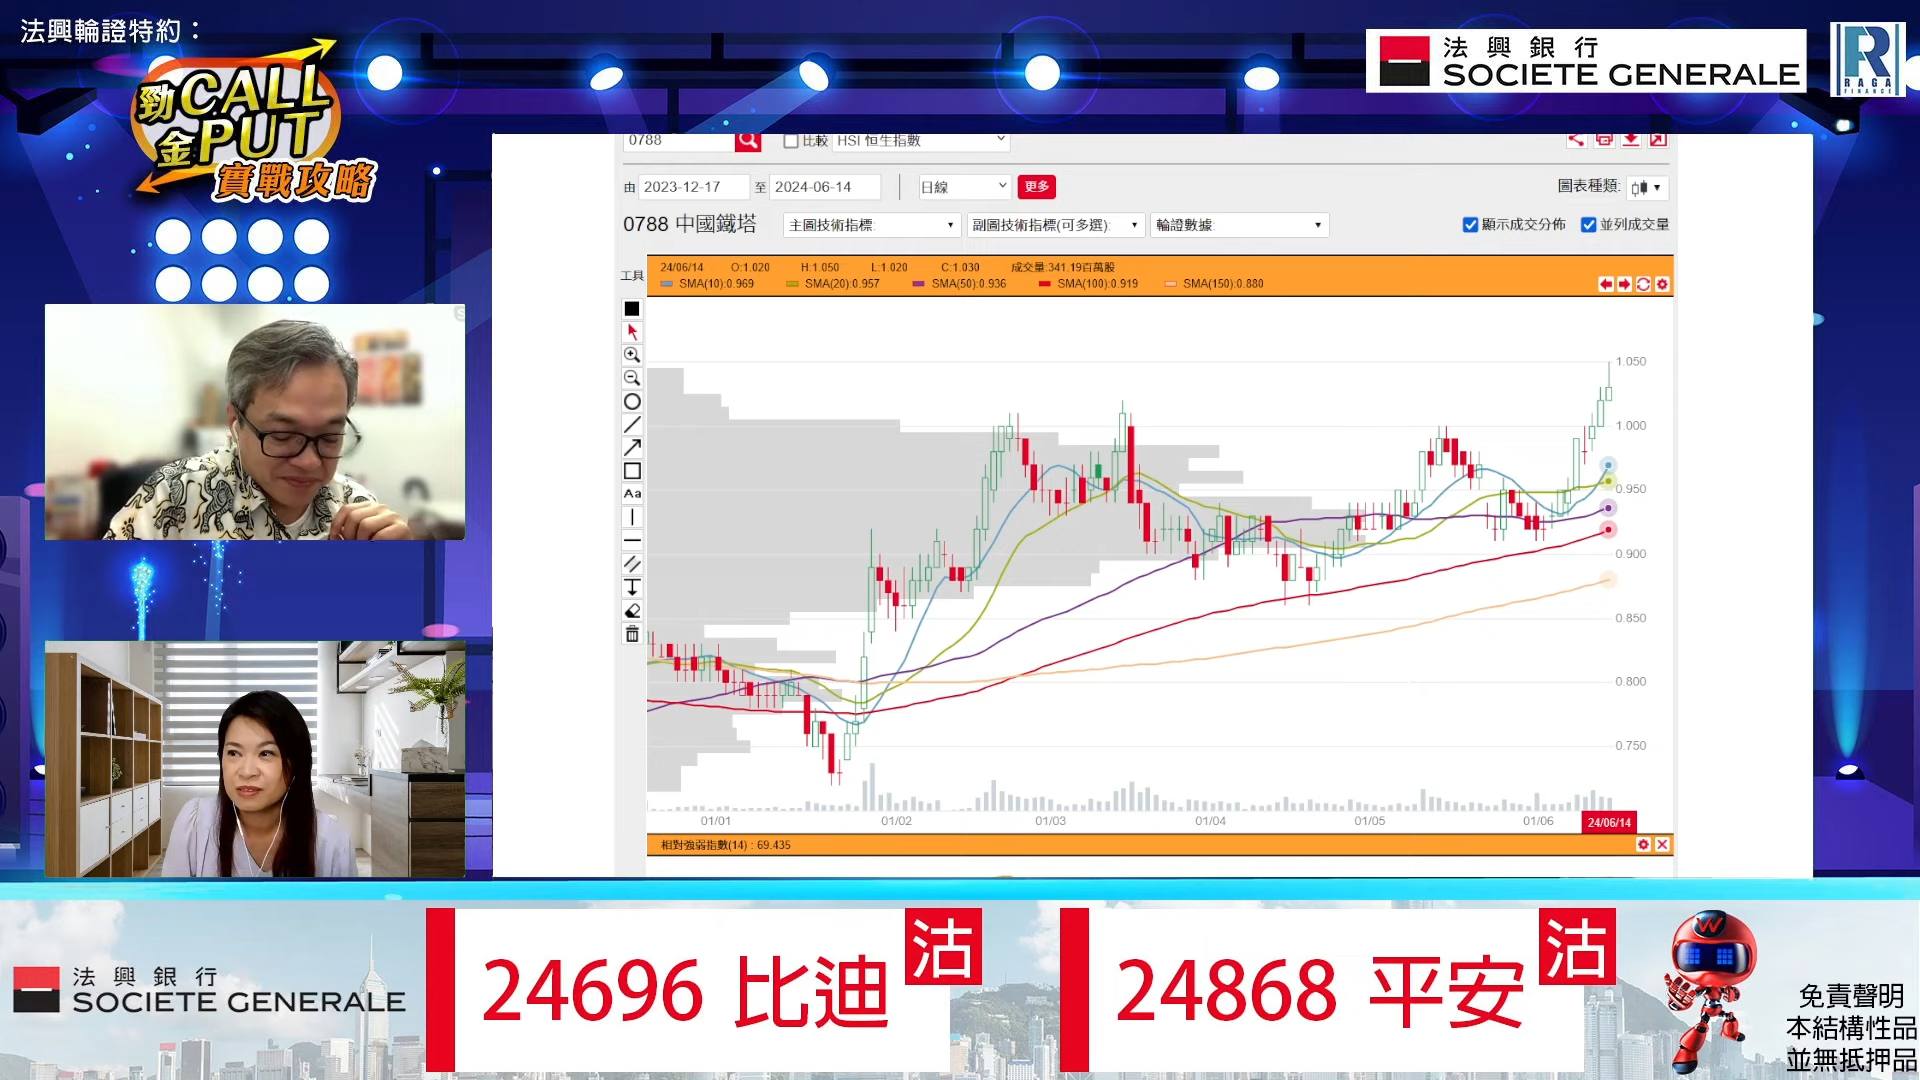 法興輪證特約：
勁CALL
金PUT
實戰攻略
法興銀行
SOCIETE GENERALE
R
RAGA
FINANCE
0788
比較
HSI 恒生指數
由 2023-12-17 至 2024-06-14
日線
更多
圖表種類:
0788 中國鐵塔
主圖技術指標:
副圖技術指標(可多選):
輪證數據:
顯示成交分佈
並列成交量
工具
24/06/14 O:1.020 H:1.050 L:1.020 C:1.030 成交量:341.19百萬股
SMA(10):0.969 SMA(20):0.957 SMA(50):0.936 SMA(100):0.919 SMA(150):0.880
Aa
1.050
1.000
0.950
0.900
0.850
0.800
0.750
01/01 01/02 01/03 01/04 01/05 01/06 24/06/14
相對強弱指數(14) : 69.435
法興銀行
SOCIETE GENERALE
24696 比迪 沽
24868 平安 沽
W
免責聲明
本結構性品
並無抵押品